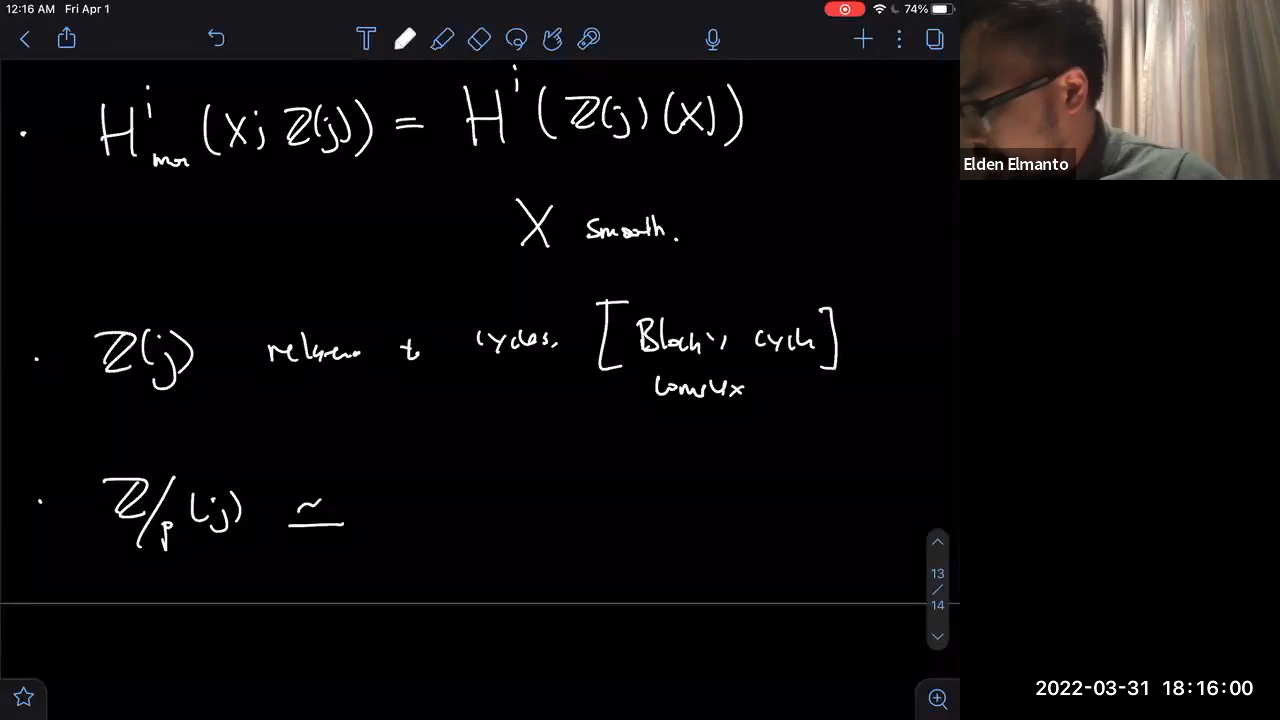 12:16 AM Fri Apr 1
74%
T
· H^i_mot (X; ℤ(j)) = H^i (ℤ(j)(X))
X smooth.
· ℤ(j) related to cycles. [Bloch's cycle
complex]
· ℤ/p (j) ≃
13
/
14
Elden Elmanto
2022-03-31 18:16:00